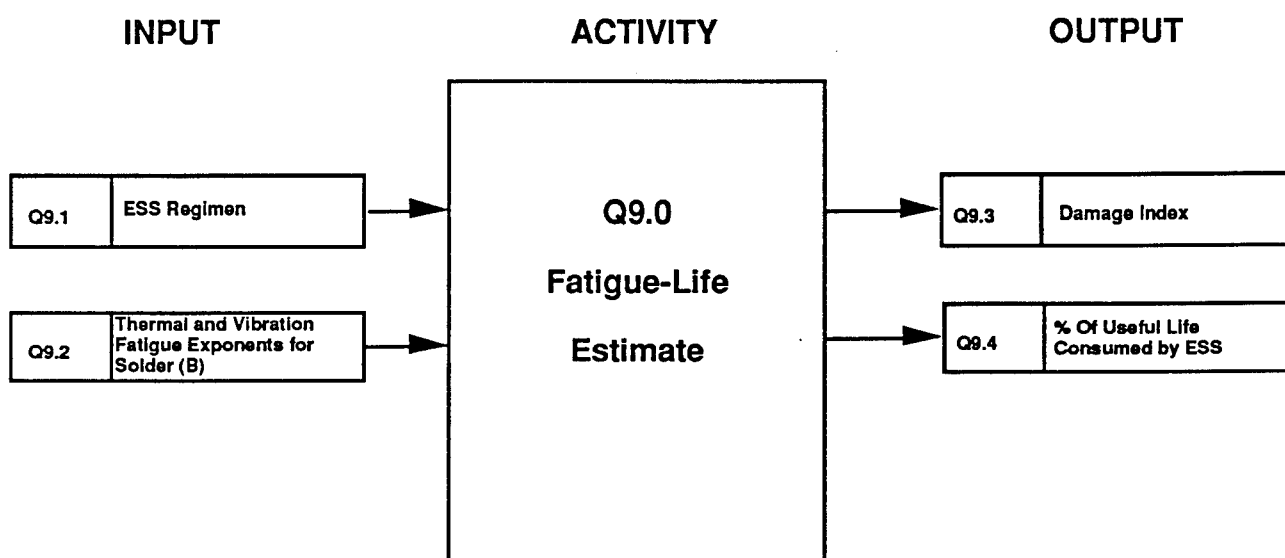 INPUT
ACTIVITY
OUTPUT
Q9.1
ESS Regimen
Q9.2
Thermal and Vibration
Fatigue Exponents for
Solder (B)
Q9.0
Fatigue-Life
Estimate
Q9.3
Damage Index
Q9.4
% Of Useful Life
Consumed by ESS